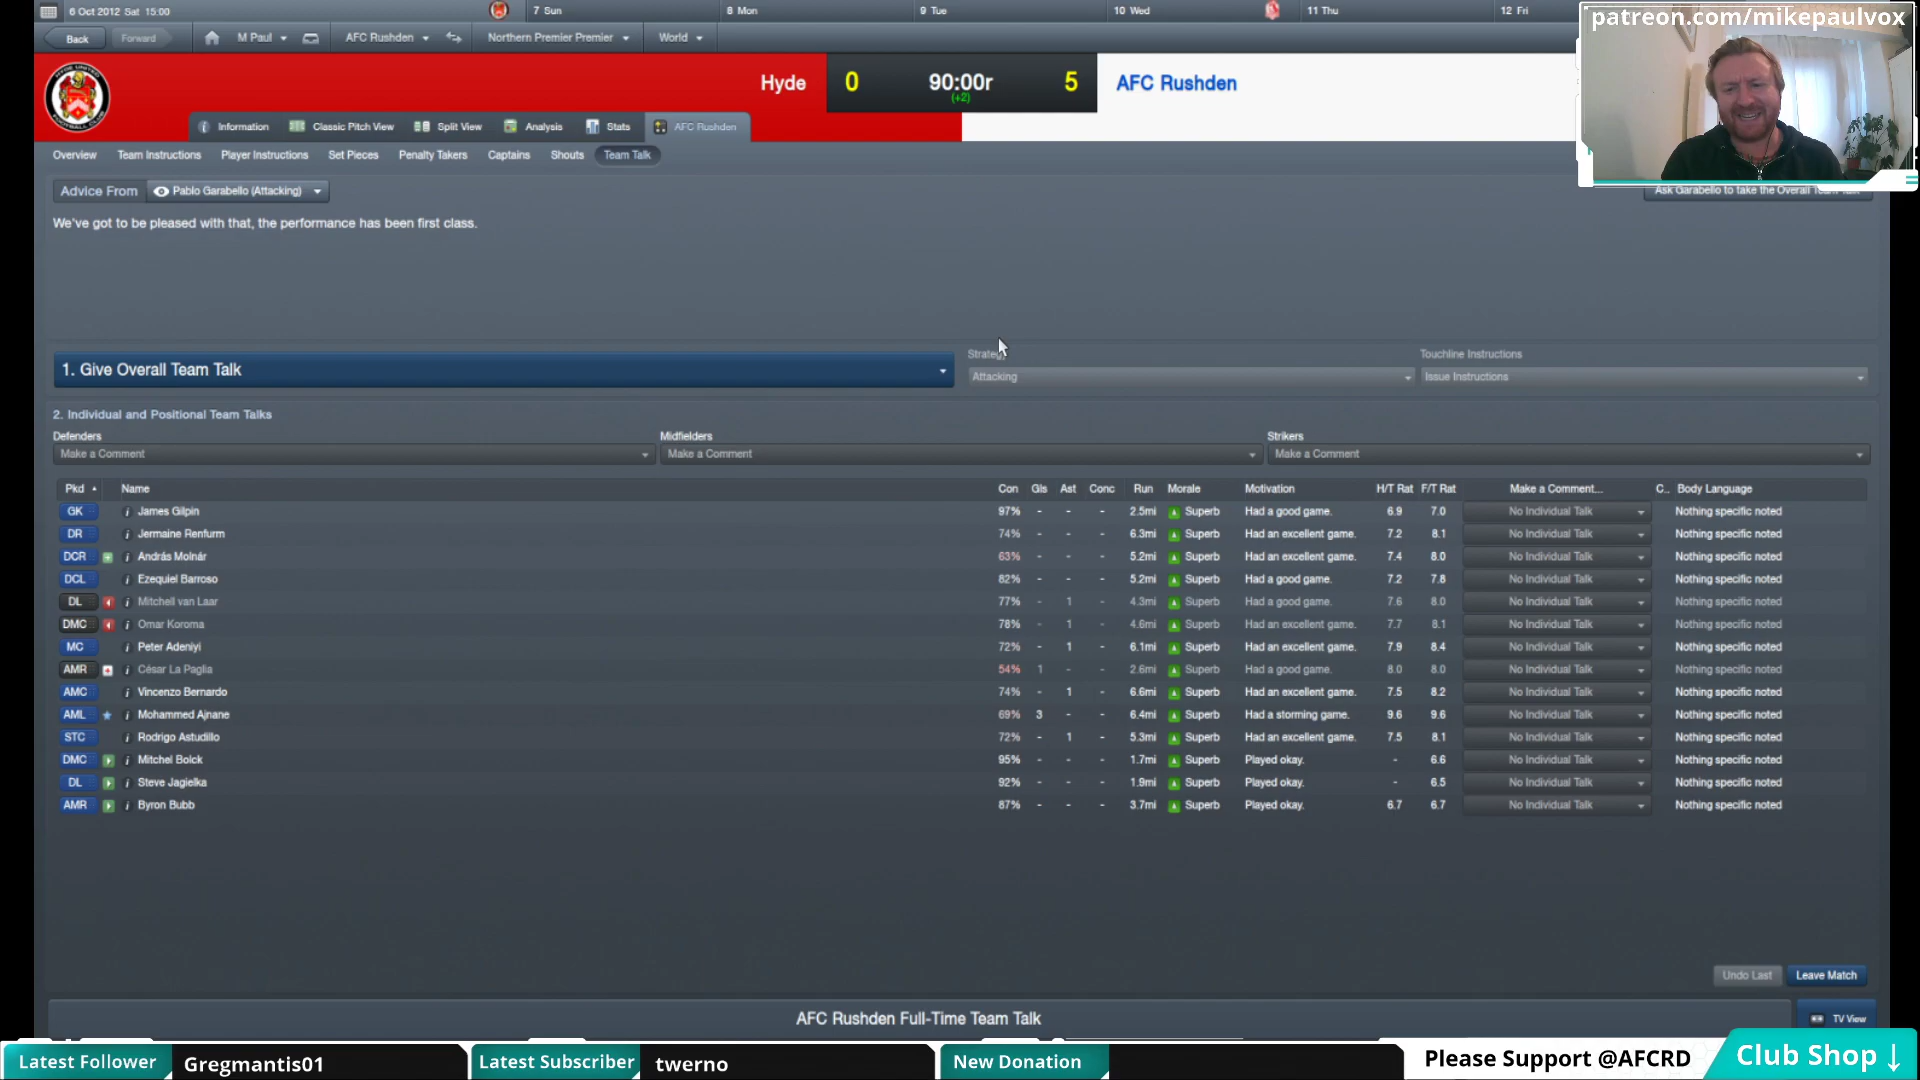 6 Oct 2012 Sat 15:00 7 Sun 8 Mon 9 Tue 10 Wed 11 Thu 12 Fri
patreon.com/mikepaulvox
Back Forward M Paul AFC Rushden Northern Premier Premier World
Hyde 0 90:00r 5 AFC Rushden
(+2)
Information Classic Pitch View Split View Analysis Stats AFC Rushden
Overview Team Instructions Player Instructions Set Pieces Penalty Takers Captains Shouts Team Talk
Advice From Pablo Garabello (Attacking) Ask Garabello to take the Overall Team Talk
We've got to be pleased with that, the performance has been first class.
Strategy Touchline Instructions
1. Give Overall Team Talk Attacking Issue Instructions
2. Individual and Positional Team Talks
Defenders Midfielders Strikers
Make a Comment Make a Comment Make a Comment
Pkd Name Con Gls Ast Conc Run Morale Motivation H/T Rat F/T Rat Make a Comment... C.. Body Language
GK i James Gilpin 97% - - - 2.5mi Superb Had a good game. 6.9 7.0 No Individual Talk Nothing specific noted
DR i Jermaine Renfurm 74% - - - 6.3mi Superb Had an excellent game. 7.2 8.1 No Individual Talk Nothing specific noted
DCR i András Molnár 63% - - - 5.2mi Superb Had an excellent game. 7.4 8.0 No Individual Talk Nothing specific noted
DCL i Ezequiel Barroso 82% - - - 5.2mi Superb Had a good game. 7.2 7.8 No Individual Talk Nothing specific noted
DL i Mitchell van Laar 77% - 1 - 4.3mi Superb Had a good game. 7.6 8.0 No Individual Talk Nothing specific noted
DMC i Omar Koroma 78% - 1 - 4.6mi Superb Had an excellent game. 7.7 8.1 No Individual Talk Nothing specific noted
MC i Peter Adeniyi 72% - 1 - 6.1mi Superb Had an excellent game. 7.9 8.4 No Individual Talk Nothing specific noted
AMR i César La Paglia 54% 1 - - 2.6mi Superb Had a good game. 8.0 8.0 No Individual Talk Nothing specific noted
AMC i Vincenzo Bernardo 74% - 1 - 6.6mi Superb Had an excellent game. 7.5 8.2 No Individual Talk Nothing specific noted
AML i Mohammed Ajnane 69% 3 - - 6.4mi Superb Had a storming game. 9.6 9.6 No Individual Talk Nothing specific noted
STC i Rodrigo Astudillo 72% - 1 - 5.3mi Superb Had an excellent game. 7.5 8.1 No Individual Talk Nothing specific noted
DMC i Mitchel Bolck 95% - - - 1.7mi Superb Played okay. - 6.6 No Individual Talk Nothing specific noted
DL i Steve Jagielka 92% - - - 1.9mi Superb Played okay. - 6.5 No Individual Talk Nothing specific noted
AMR i Byron Bubb 87% - - - 3.7mi Superb Played okay. 6.7 6.7 No Individual Talk Nothing specific noted
Undo Last Leave Match
AFC Rushden Full-Time Team Talk TV View
Latest Follower Gregmantis01 Latest Subscriber twerno New Donation Please Support @AFCRD Club Shop ↓